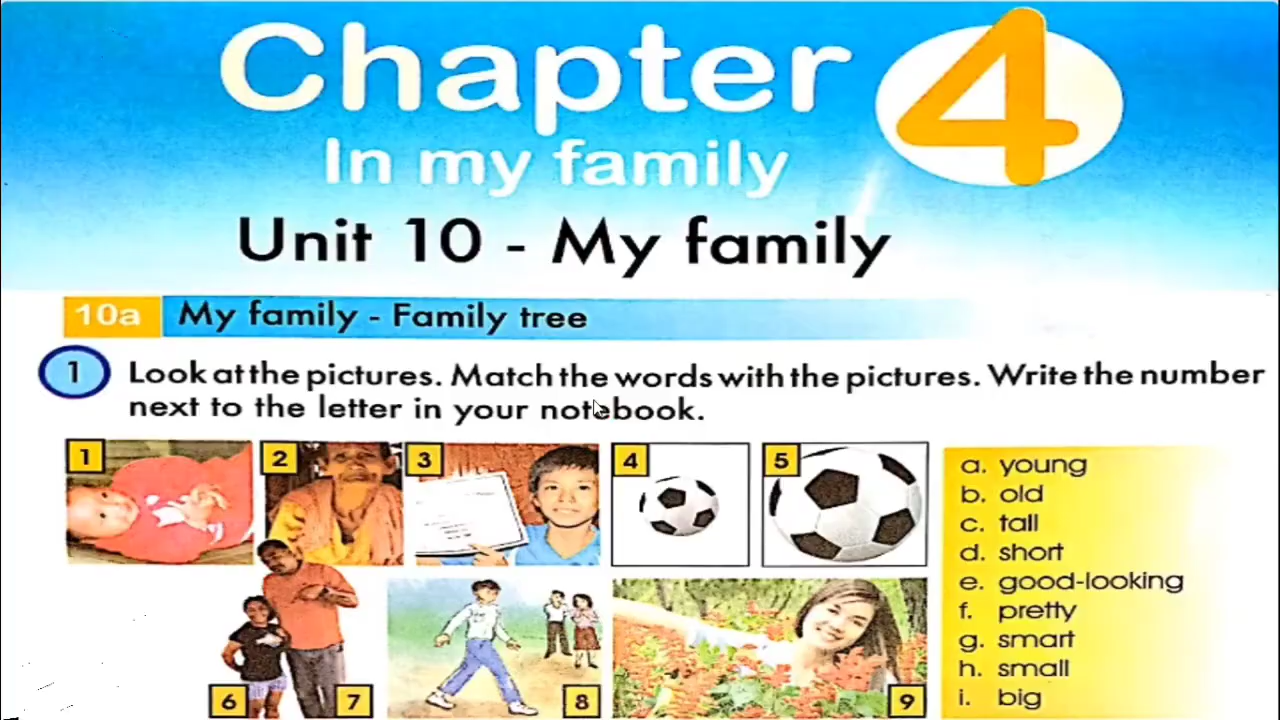 Chapter 4
In my family
Unit 10 - My family
10a My family - Family tree
1 Look at the pictures. Match the words with the pictures. Write the number
next to the letter in your notebook.
1 2 3 4 5
6 7 8 9
a. young
b. old
c. tall
d. short
e. good-looking
f. pretty
g. smart
h. small
i. big